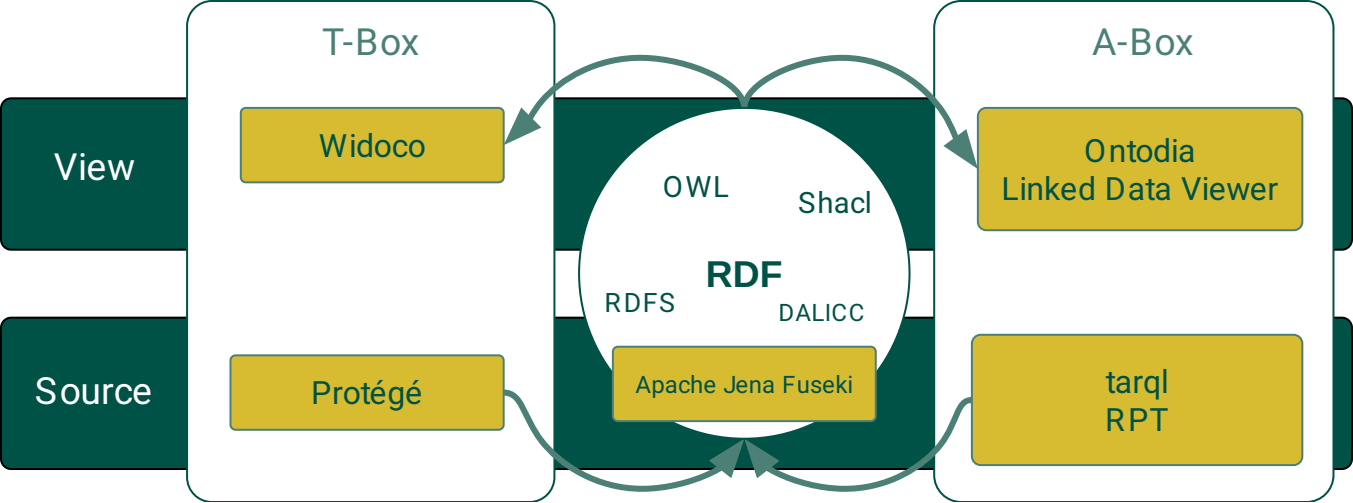 T-Box
A-Box
View
Widoco
OWL
Shacl
Ontodia
Linked Data Viewer
RDF
RDFS
DALICC
Source
Protégé
Apache Jena Fuseki
tarql
RPT